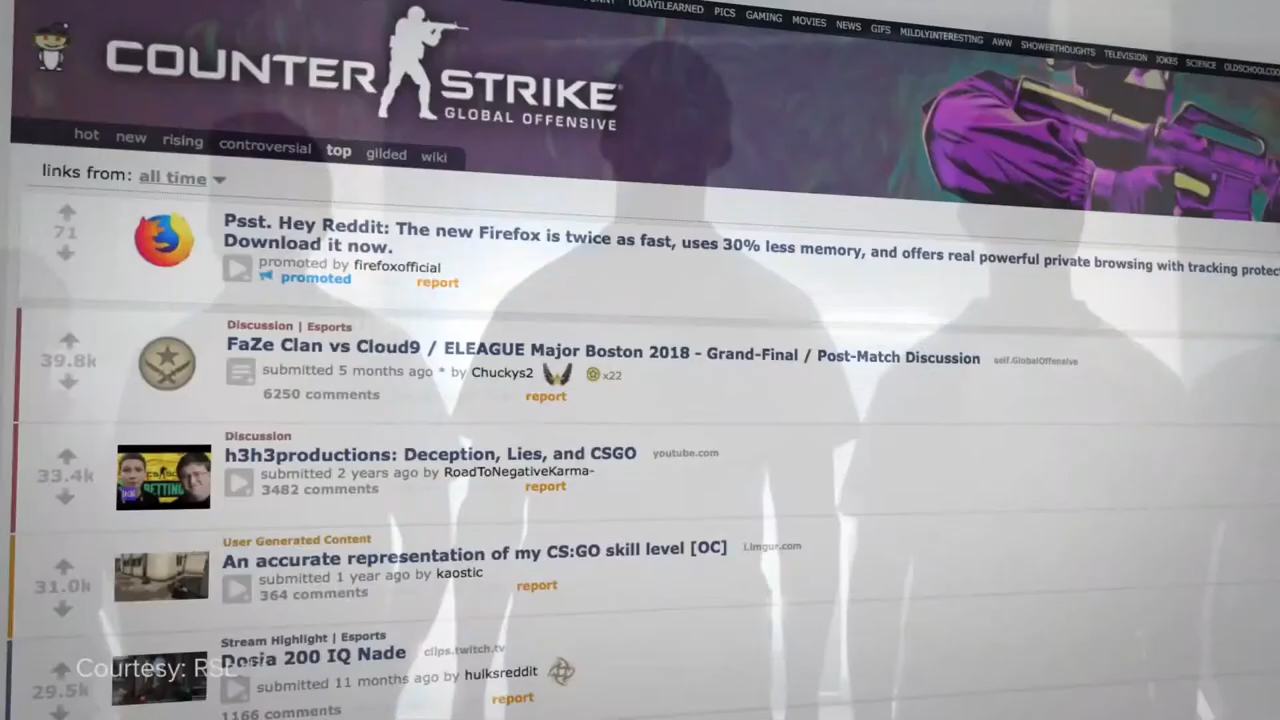 TODAYILEARNED PICS GAMING MOVIES NEWS GIFS MILDLYINTERESTING AWW SHOWERTHOUGHTS TELEVISION JOKES SCIENCE
COUNTER STRIKE
GLOBAL OFFENSIVE
hot new rising controversial top gilded wiki
links from: all time
71
Psst. Hey Reddit: The new Firefox is twice as fast, uses 30% less memory, and offers real powerful private browsing with tracking
Download it now.
promoted by firefoxofficial
promoted report
Discussion | Esports
39.8k
FaZe Clan vs Cloud9 / ELEAGUE Major Boston 2018 - Grand-Final / Post-Match Discussion self.GlobalOffensive
submitted 5 months ago * by Chuckys2 x22
6250 comments report
Discussion
33.4k
h3h3productions: Deception, Lies, and CSGO youtube.com
submitted 2 years ago by RoadToNegativeKarma-
3482 comments report
User Generated Content
31.0k
An accurate representation of my CS:GO skill level [OC] i.imgur.com
submitted 1 year ago by kaostic
364 comments report
Stream Highlight | Esports
29.5k
Dosia 200 IQ Nade clips.twitch.tv
submitted 11 months ago by hulksreddit
1166 comments report
Courtesy: